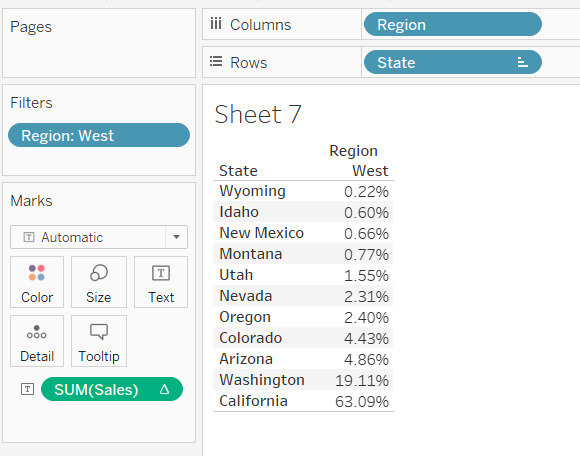 Pages
Columns
Region
Rows
State
Filters
Region: West
Sheet 7
Marks
Automatic
Color
Size
T
Text
Detail
Tooltip
T
SUM(Sales)
Region
State West
Wyoming 0.22%
Idaho 0.60%
New Mexico 0.66%
Montana 0.77%
Utah 1.55%
Nevada 2.31%
Oregon 2.40%
Colorado 4.43%
Arizona 4.86%
Washington 19.11%
California 63.09%